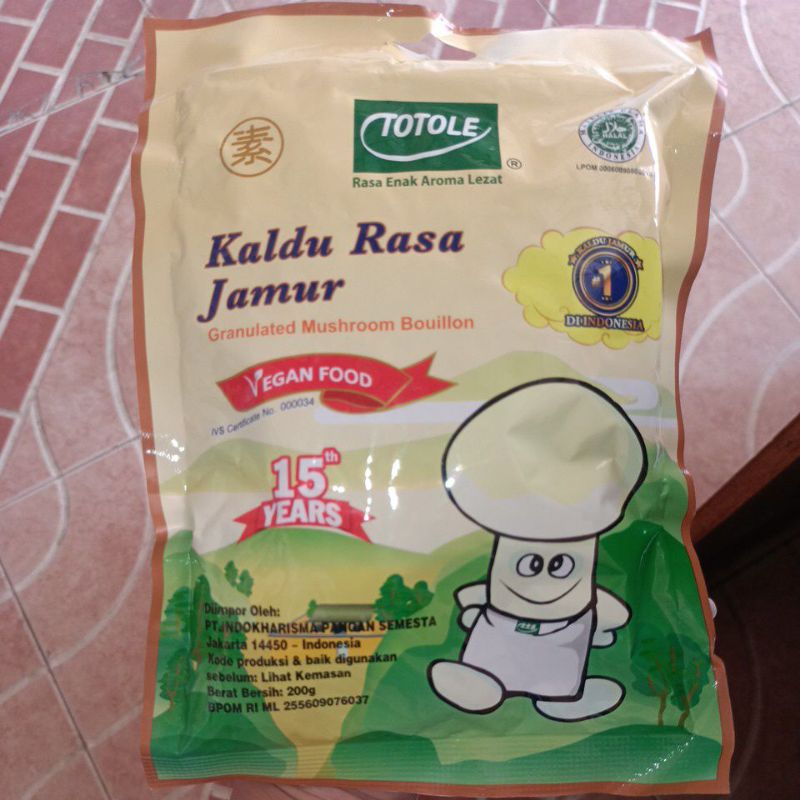 素
TOTOLE
®
Rasa Enak Aroma Lezat
HALAL
INDONESIA
Kaldu Rasa
Jamur
Granulated Mushroom Bouillon
KALDU JAMUR
#1
DI INDONESIA
VEGAN FOOD
IVS Certificate No. 000034
15th
YEARS
Diimpor Oleh:
PT.INDOKHARISMA PANGAN SEMESTA
Jakarta 14450 - Indonesia
Kode produksi & baik digunakan
sebelum: Lihat Kemasan
Berat Bersih: 200g
BPOM RI ML 255609076037